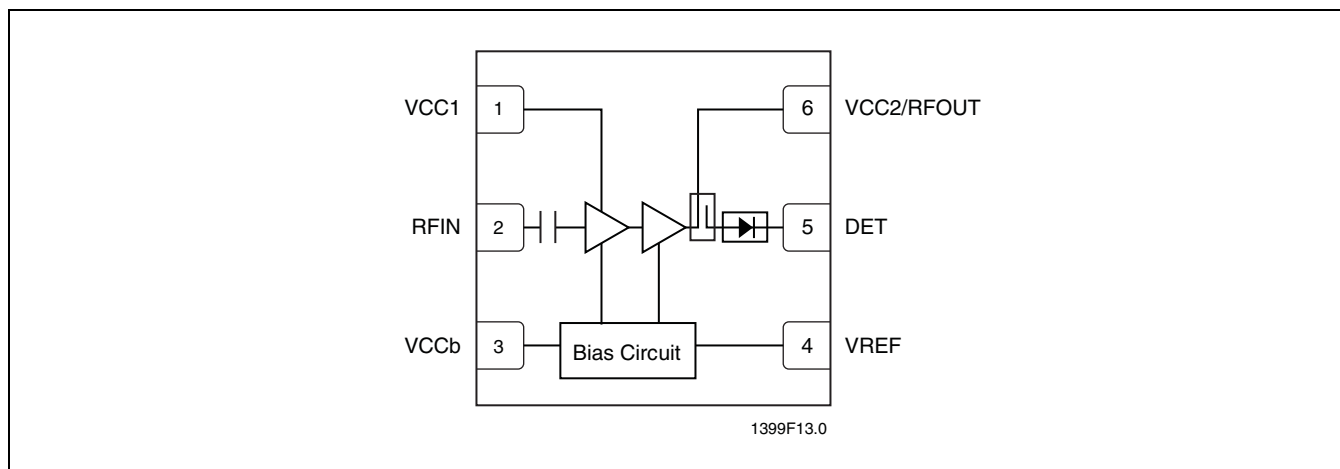 VCC1 1 6 VCC2/RFOUT
RFIN 2 5 DET
VCCb 3 Bias Circuit 4 VREF
1399F13.0